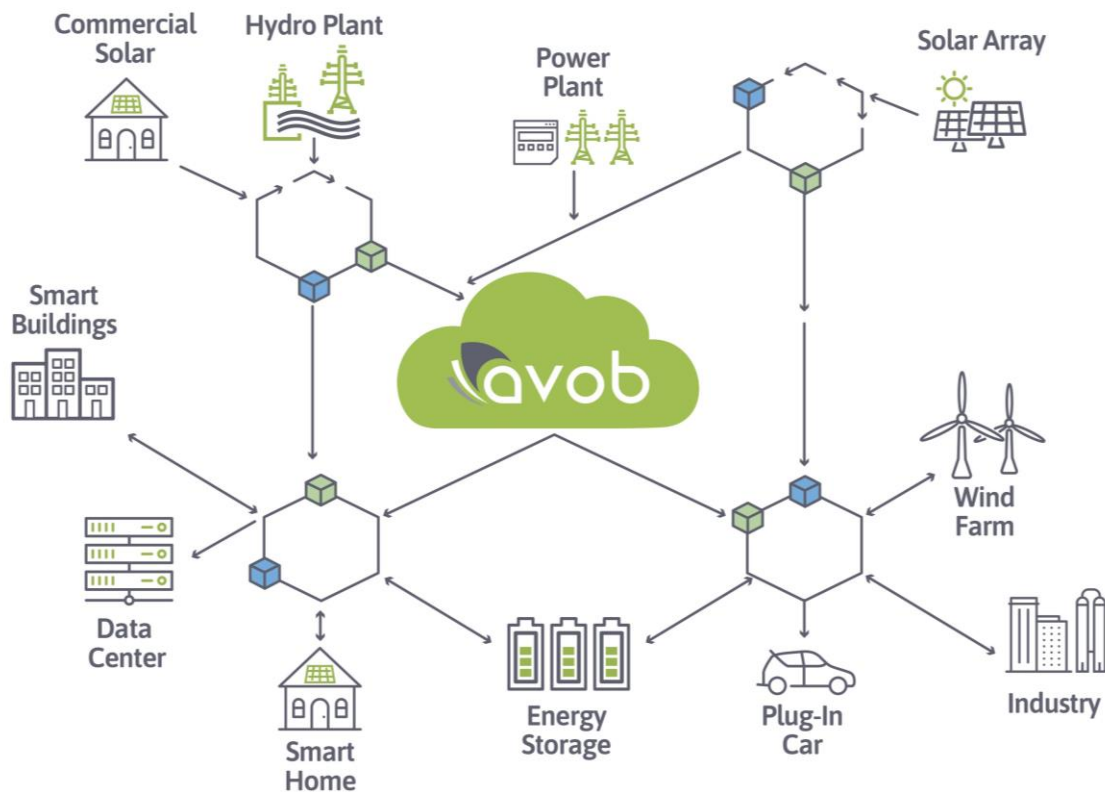 Commercial
Solar
Hydro Plant
Power
Plant
Solar Array
Smart
Buildings
avob
Wind
Farm
Data
Center
Smart
Home
Energy
Storage
Plug-In
Car
Industry